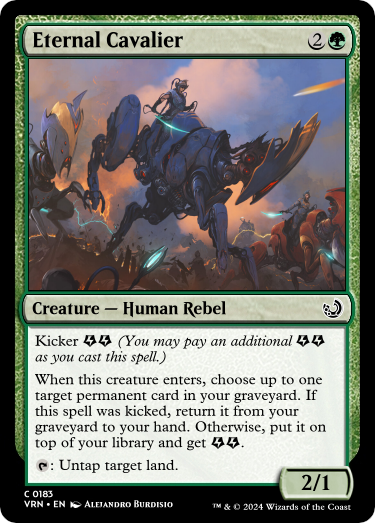 Eternal Cavalier 2
Creature — Human Rebel
Kicker (You may pay an additional
as you cast this spell.)
When this creature enters, choose up to one
target permanent card in your graveyard. If
this spell was kicked, return it from your
graveyard to your hand. Otherwise, put it on
top of your library and get .
: Untap target land.
2/1
C 0183
VRN • EN Alejandro Burdisio
™ & © 2024 Wizards of the Coast